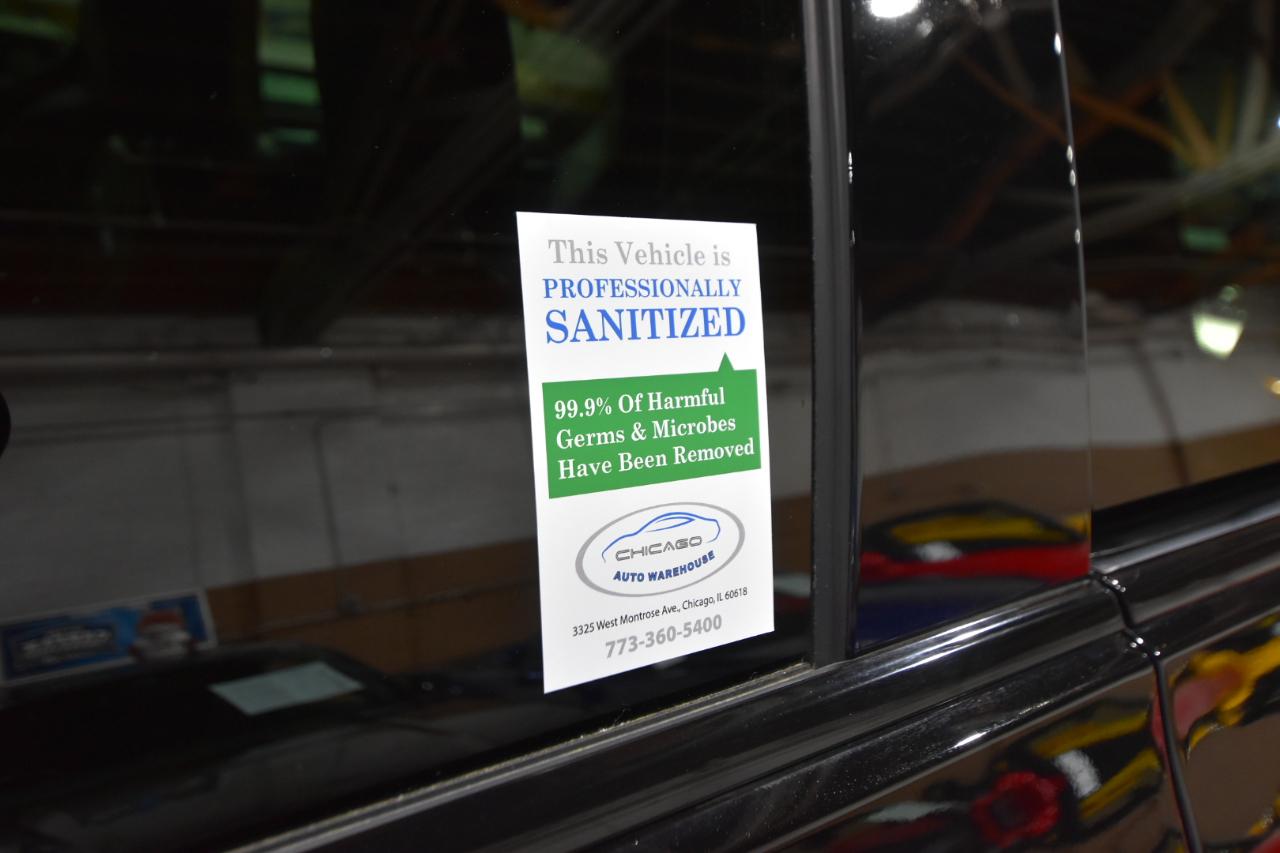 This Vehicle is
PROFESSIONALLY
SANITIZED
99.9% Of Harmful
Germs & Microbes
Have Been Removed
CHICAGO
AUTO WAREHOUSE
3325 West Montrose Ave., Chicago, IL 60618
773-360-5400